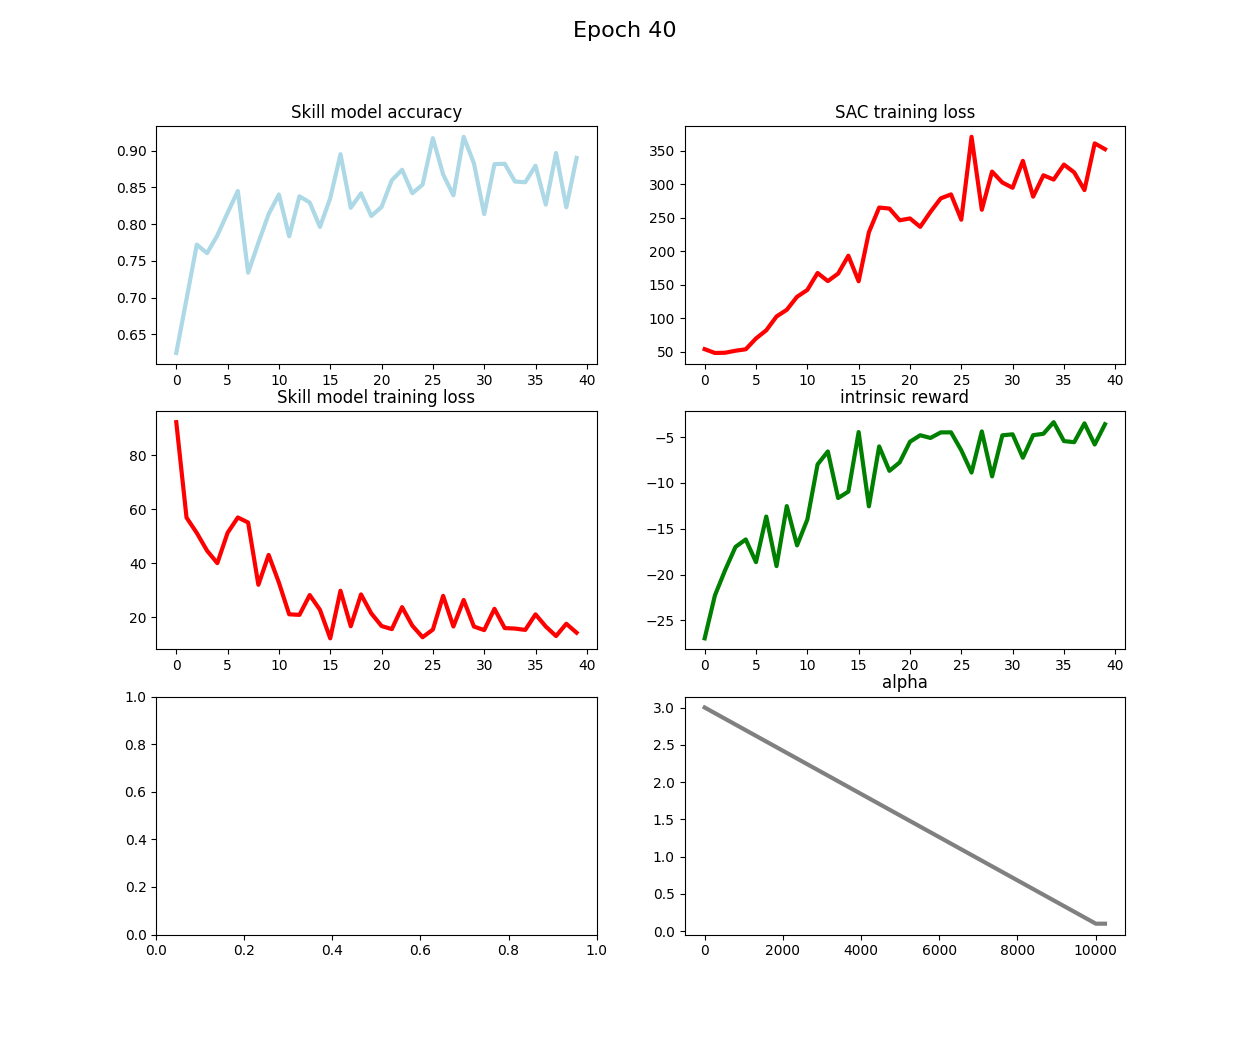 Epoch 40
Skill model accuracy
0.90
0.85
0.80
0.75
0.70
0.65
0 5 10 15 20 25 30 35 40
SAC training loss
350
300
250
200
150
100
50
0 5 10 15 20 25 30 35 40
Skill model training loss
80
60
40
20
0 5 10 15 20 25 30 35 40
intrinsic reward
−5
−10
−15
−20
−25
0 5 10 15 20 25 30 35 40
1.0
0.8
0.6
0.4
0.2
0.0
0.0 0.2 0.4 0.6 0.8 1.0
alpha
3.0
2.5
2.0
1.5
1.0
0.5
0.0
0 2000 4000 6000 8000 10000